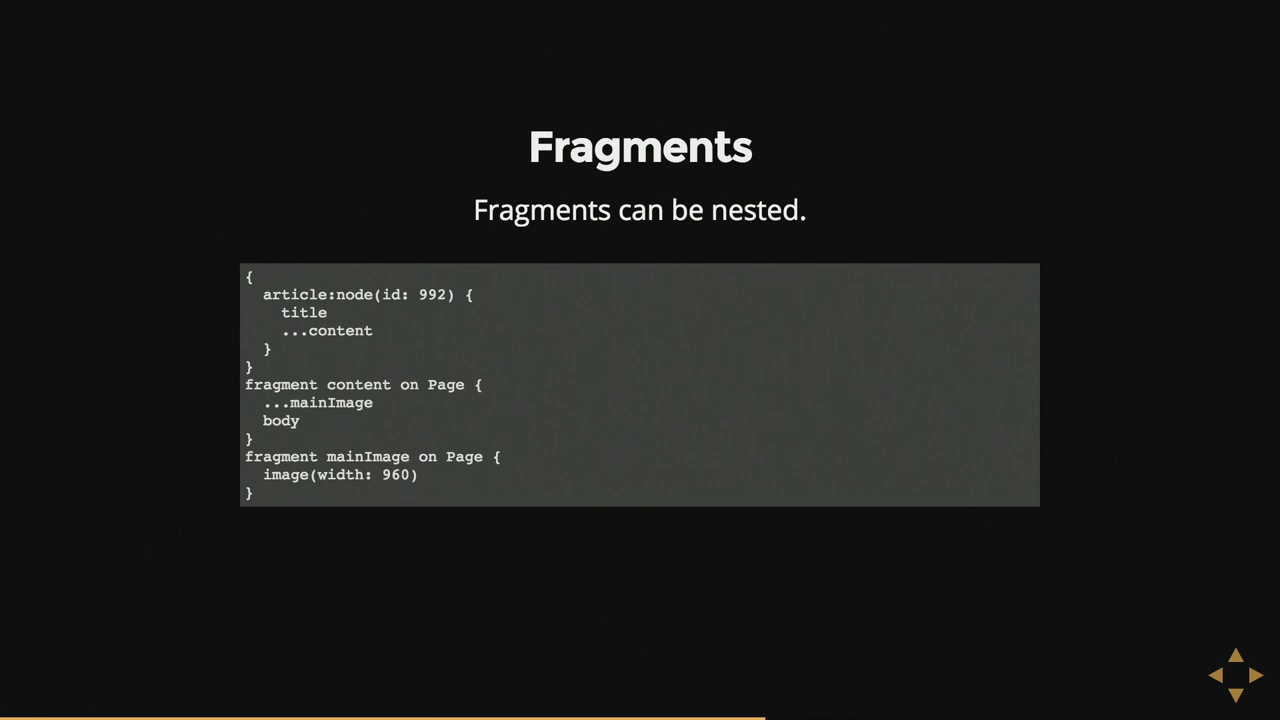 Fragments
Fragments can be nested.
{
  article:node(id: 992) {
    title
    ...content
  }
}
fragment content on Page {
  ...mainImage
  body
}
fragment mainImage on Page {
  image(width: 960)
}